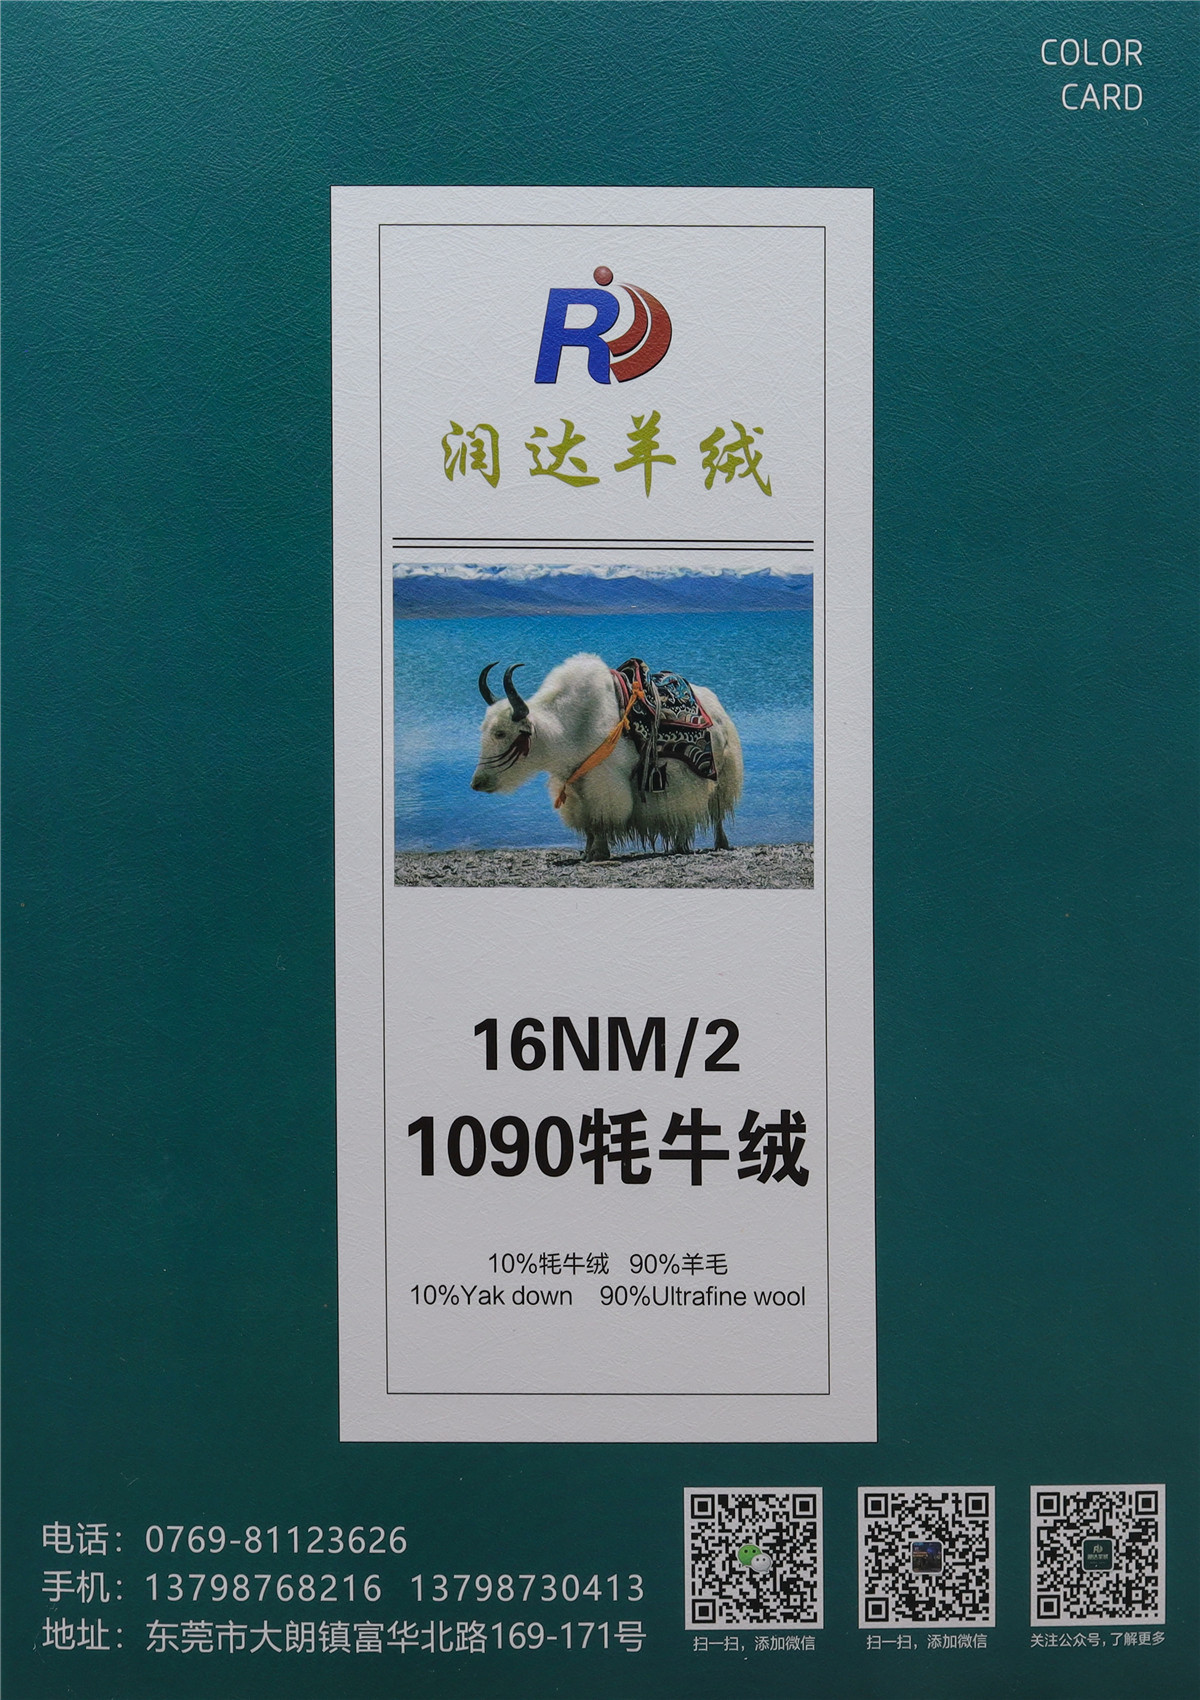 COLOR
CARD
润达羊绒
16NM/2
1090牦牛绒
10%牦牛绒 90%羊毛
10%Yak down 90%Ultrafine wool
电话：0769-81123626
手机：13798768216 13798730413
地址：东莞市大朗镇富华北路169-171号
扫一扫，添加微信
扫一扫，添加微信
关注公众号，了解更多